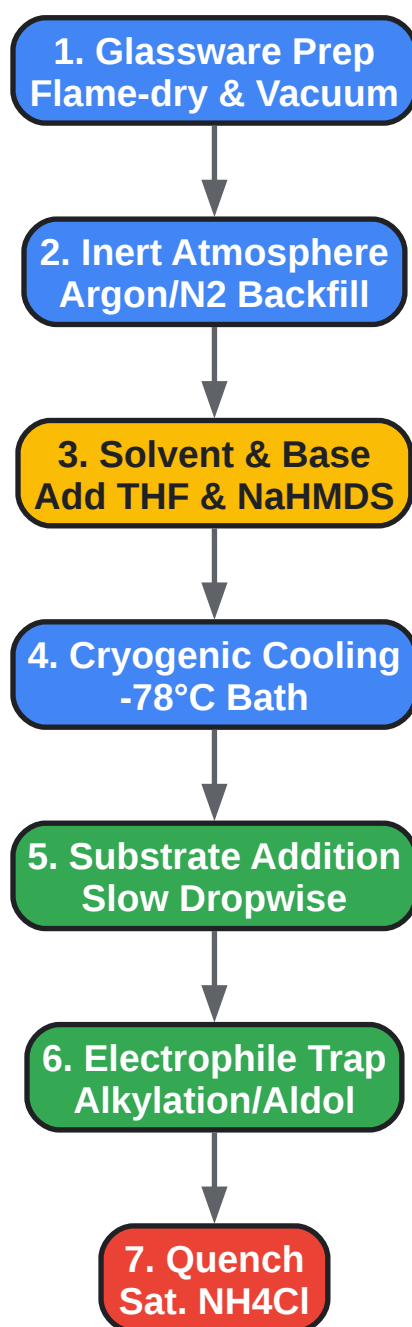 1. Glassware Prep
Flame-dry & Vacuum
2. Inert Atmosphere
Argon/N2 Backfill
3. Solvent & Base
Add THF & NaHMDS
4. Cryogenic Cooling
-78°C Bath
5. Substrate Addition
Slow Dropwise
6. Electrophile Trap
Alkylation/Aldol
7. Quench
Sat. NH4Cl